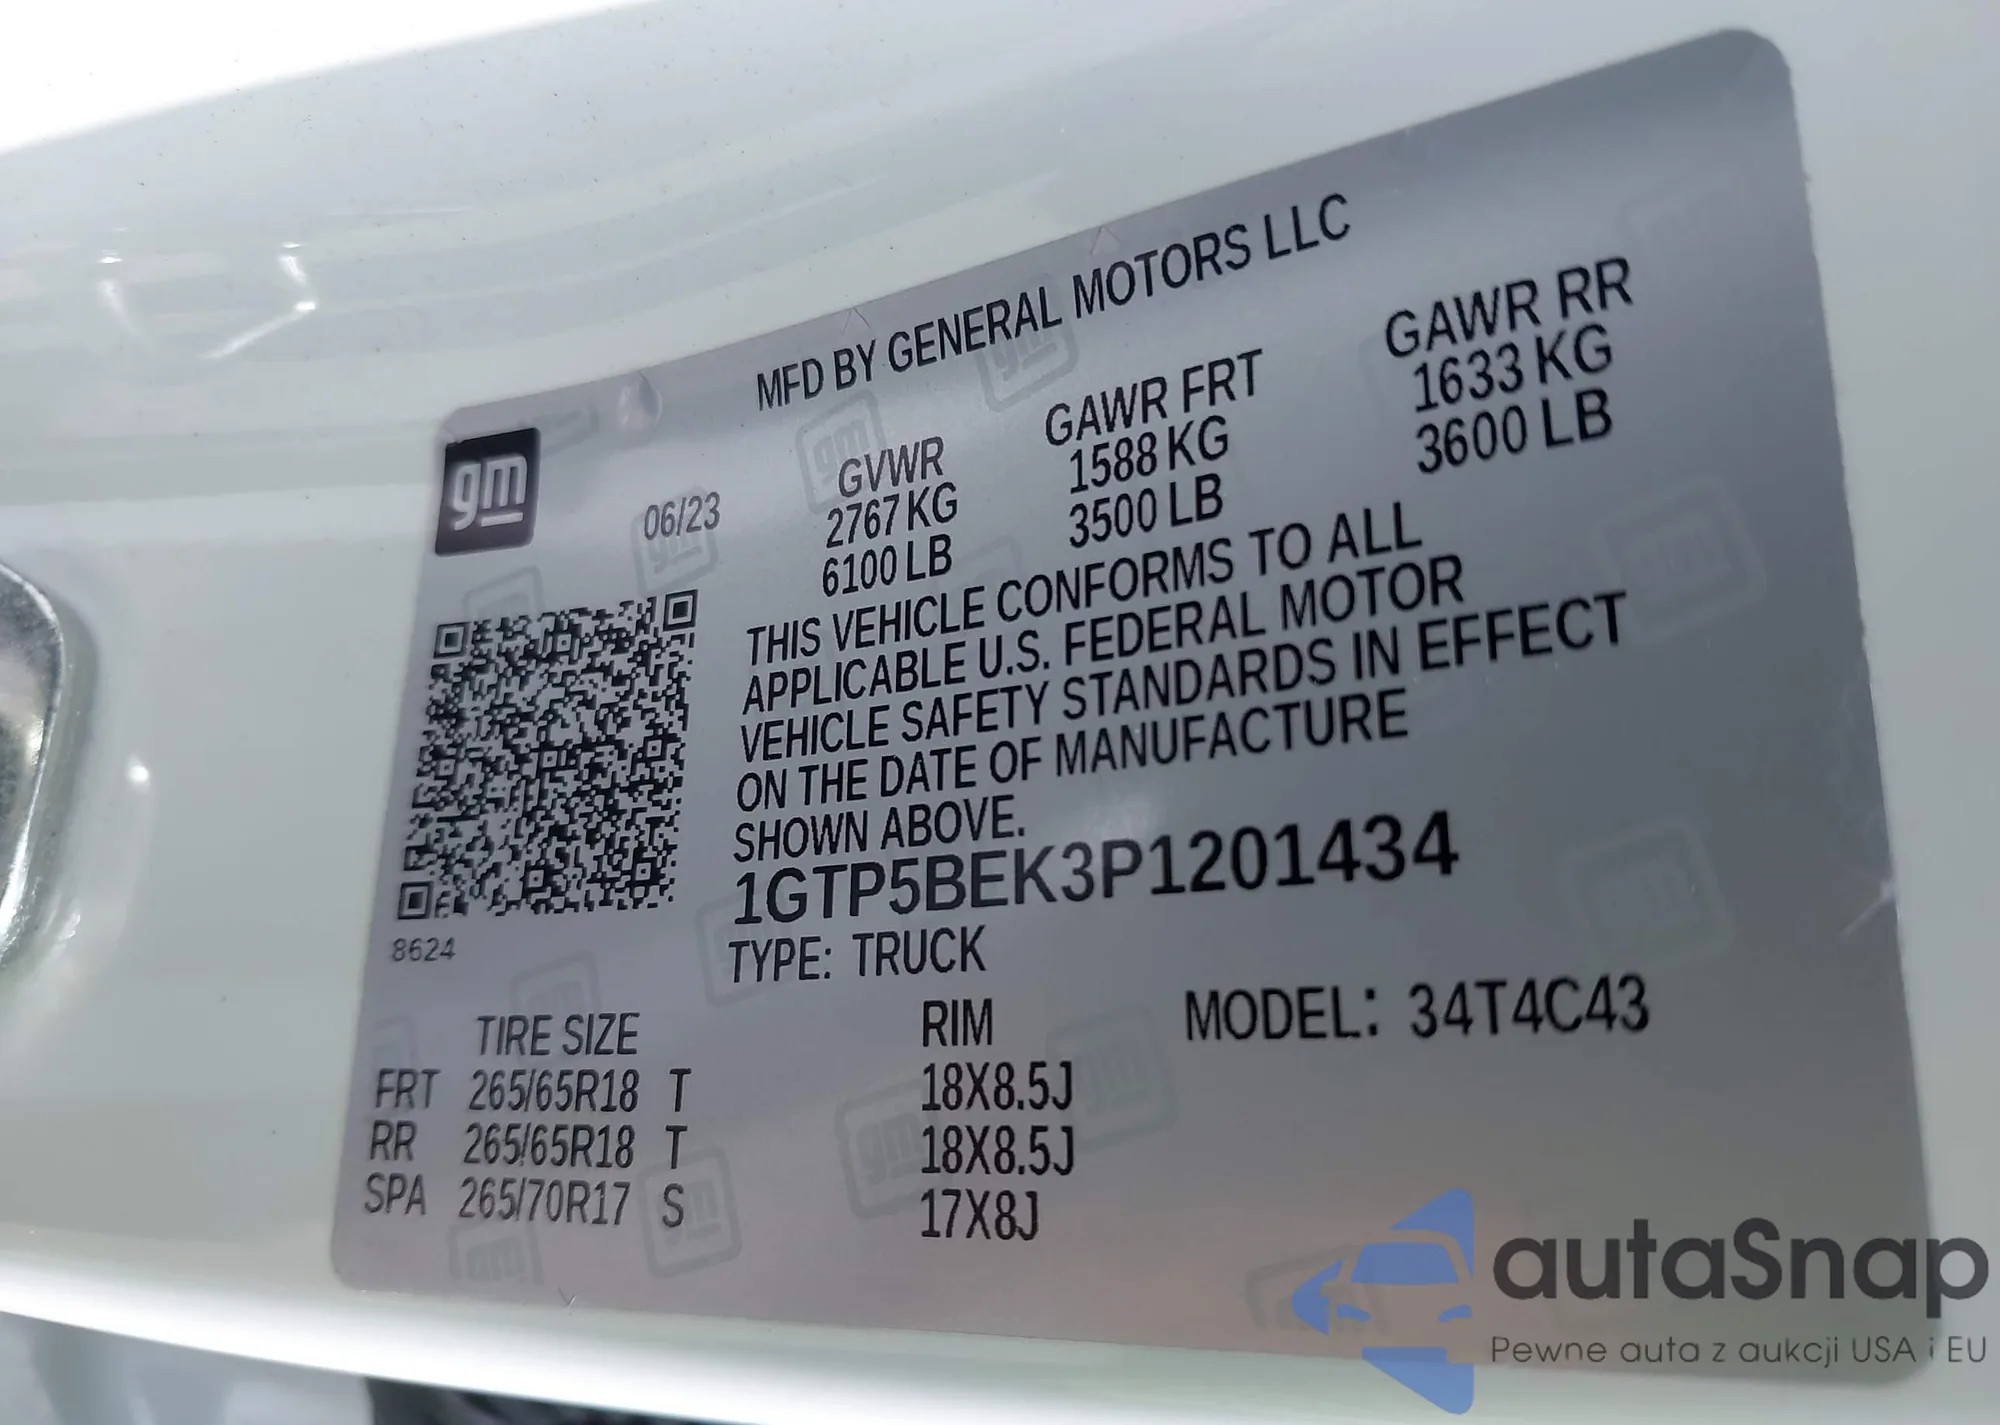 MFD BY GENERAL MOTORS LLC
gm
06/23
GVWR
2767 KG
6100 LB
GAWR FRT
1588 KG
3500 LB
GAWR RR
1633 KG
3600 LB
THIS VEHICLE CONFORMS TO ALL
APPLICABLE U.S. FEDERAL MOTOR
VEHICLE SAFETY STANDARDS IN EFFECT
ON THE DATE OF MANUFACTURE
SHOWN ABOVE.
1GTP5BEK3P1201434
8624
TYPE: TRUCK
MODEL: 34T4C43
TIRE SIZE RIM
FRT 265/65R18 T 18X8.5J
RR 265/65R18 T 18X8.5J
SPA 265/70R17 S 17X8J
autaSnap
Pewne auta z aukcji USA i EU